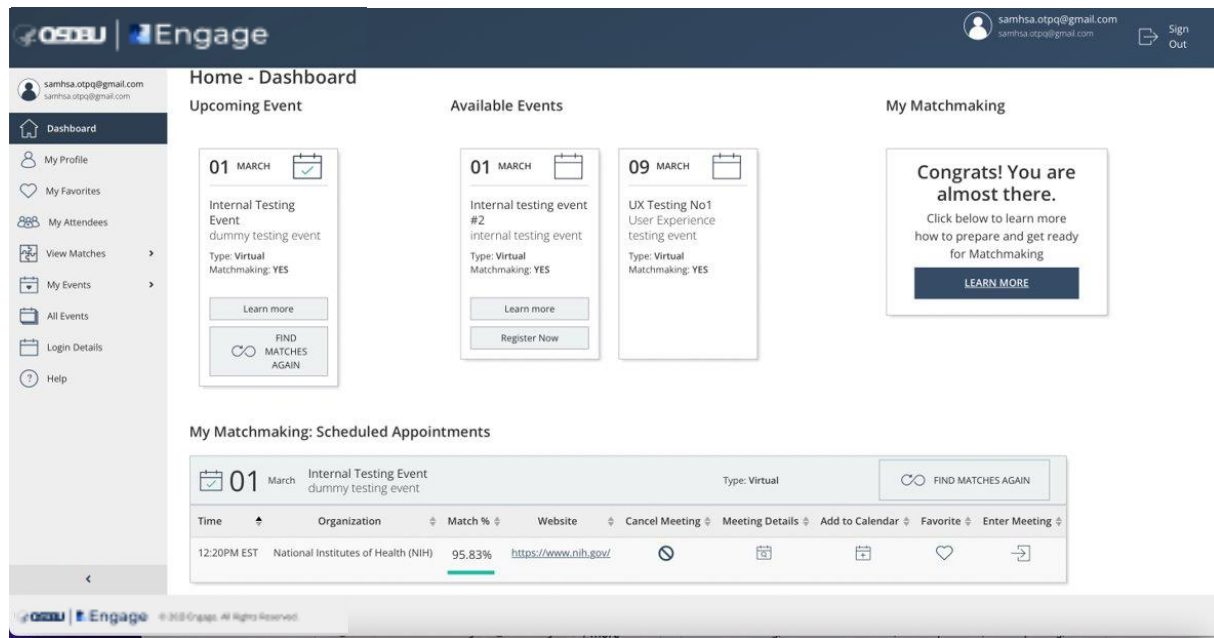 OSDBU | Engage
samhsa.otpq@gmail.com
samhsa.otpq@gmail.com
Sign
Out
samhsa.otpq@gmail.com
samhsa.otpq@gmail.com
Dashboard
My Profile
My Favorites
My Attendees
View Matches
My Events
All Events
Login Details
Help
Home - Dashboard
Upcoming Event
01 MARCH
Internal Testing
Event
dummy testing event
Type: Virtual
Matchmaking: YES
Learn more
FIND
MATCHES
AGAIN
Available Events
01 MARCH
Internal testing event
#2
internal testing event
Type: Virtual
Matchmaking: YES
Learn more
Register Now
09 MARCH
UX Testing No1
User Experience
testing event
Type: Virtual
Matchmaking: YES
My Matchmaking
Congrats! You are
almost there.
Click below to learn more
how to prepare and get ready
for Matchmaking
LEARN MORE
My Matchmaking: Scheduled Appointments
01 March
Internal Testing Event
dummy testing event
Type: Virtual
FIND MATCHES AGAIN
Time Organization Match % Website Cancel Meeting Meeting Details Add to Calendar Favorite Enter Meeting
12:20PM EST National Institutes of Health (NIH) 95.83% https://www.nih.gov/
OSDBU | Engage
Engage. All Rights Reserved.